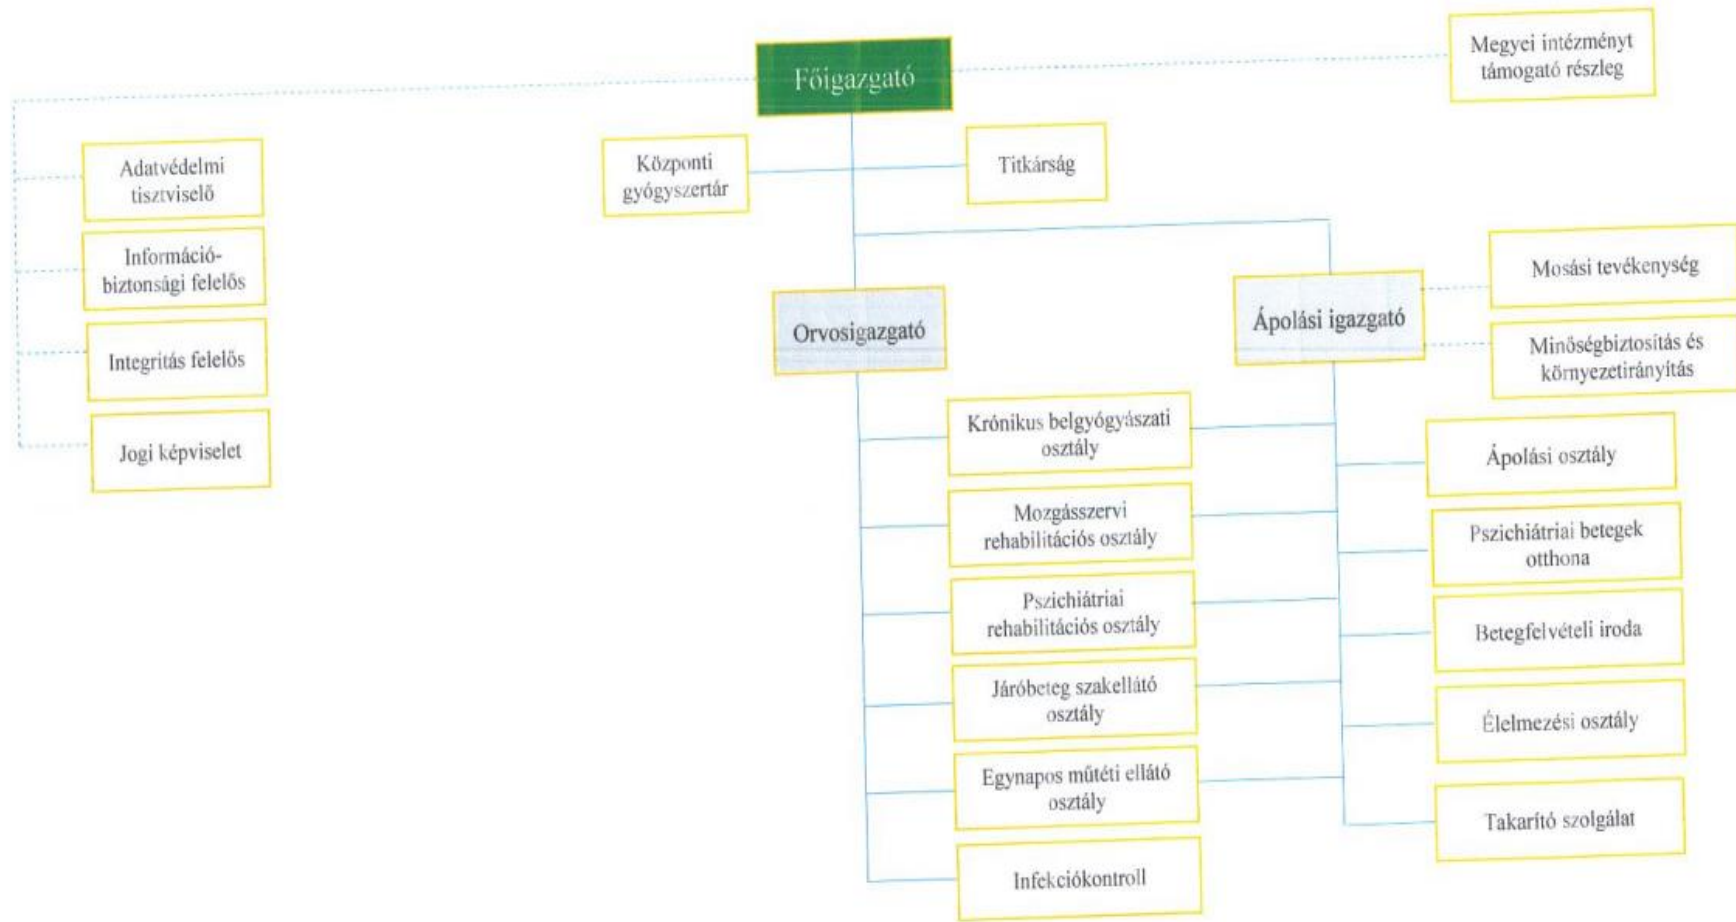 Főigazgató
Megyei intézményt
támogató részleg
Adatvédelmi
tisztviselő
Központi
gyógyszertár
Titkárság
Információ-
biztonsági felelős
Integritás felelős
Jogi képviselet
Orvosigazgató
Ápolási igazgató
Mosási tevékenység
Minőségbiztosítás és
környezetirányítás
Krónikus belgyógyászati
osztály
Mozgásszervi
rehabilitációs osztály
Pszichiátriai
rehabilitációs osztály
Járóbeteg szakellátó
osztály
Egynapos műtéti ellátó
osztály
Infekciókontroll
Ápolási osztály
Pszichiátriai betegek
otthona
Betegfelvételi iroda
Élelmezési osztály
Takarító szolgálat